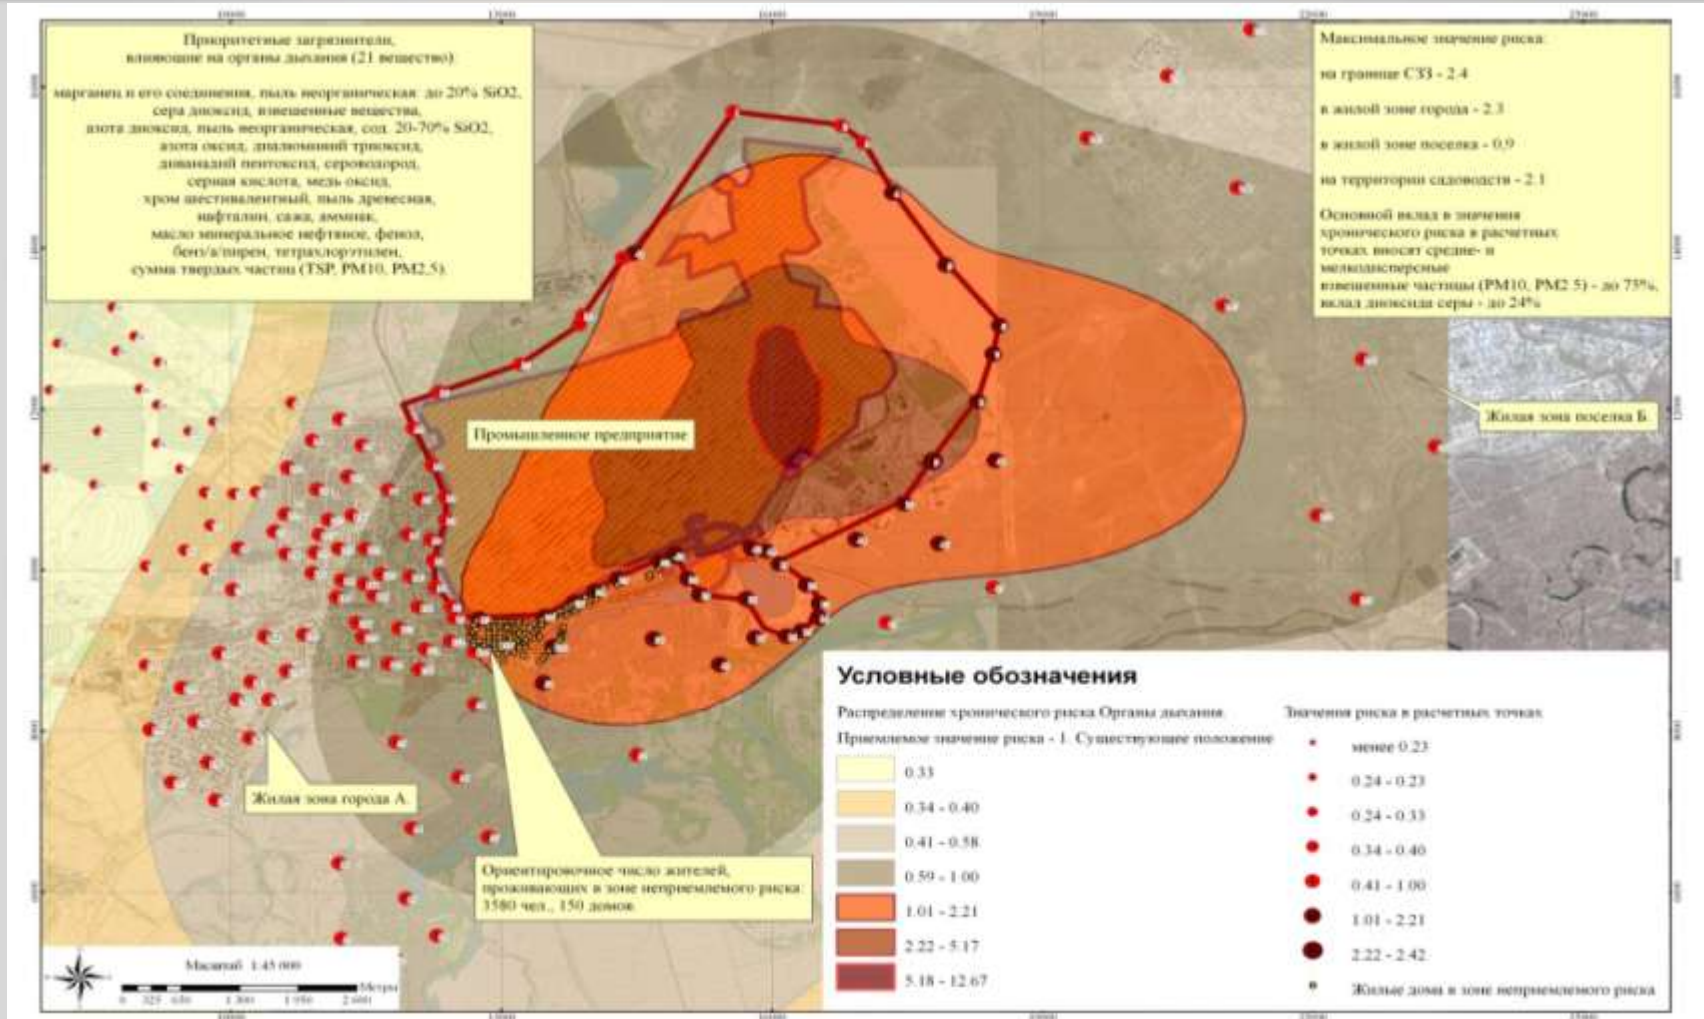 Приоритетные загрязнители,
влияющие на органы дыхания (21 вещество):
марганец и его соединения, пыль неорганическая: до 20% SiO2,
сера диоксид, взвешенные вещества,
азота диоксид, пыль неорганическая, сод. 20-70% SiO2,
азота оксид, диалюминий триоксид,
диванадий пентоксид, сероводород,
серная кислота, медь оксид,
хром шестивалентный, пыль древесная,
нафталин, сажа, аммиак,
масло минеральное нефтяное, фенол,
бенз/а/пирен, тетрахлорэтилен,
сумма твердых частиц (TSP, PM10, PM2.5).
Максимальное значение риска:
на границе СЗЗ - 2.4
в жилой зоне города - 2.3
в жилой зоне поселка - 0,9
на территории садоводств - 2.1
Основной вклад в значения
хронического риска в расчетных
точках вносят средне- и
мелкодисперсные
взвешенные частицы (PM10, PM2.5) - до 75%,
вклад диоксида серы - до 24%
Промышленное предприятие
Жилая зона поселка Б.
Жилая зона города А.
Ориентировочное число жителей,
проживающих в зоне неприемлемого риска:
3580 чел., 150 домов.
Масштаб 1:45 000
Метры
Условные обозначения
Распределение хронического риска Органы дыхания.
Приемлемое значение риска - 1. Существующее положение
0.33
0.34 - 0.40
0.41 - 0.58
0.59 - 1.00
1.01 - 2.21
2.22 - 5.17
5.18 - 12.67
Значения риска в расчетных точках
менее 0.23
0.24 - 0.23
0.24 - 0.33
0.34 - 0.40
0.41 - 1.00
1.01 - 2.21
2.22 - 2.42
Жилые дома в зоне неприемлемого риска